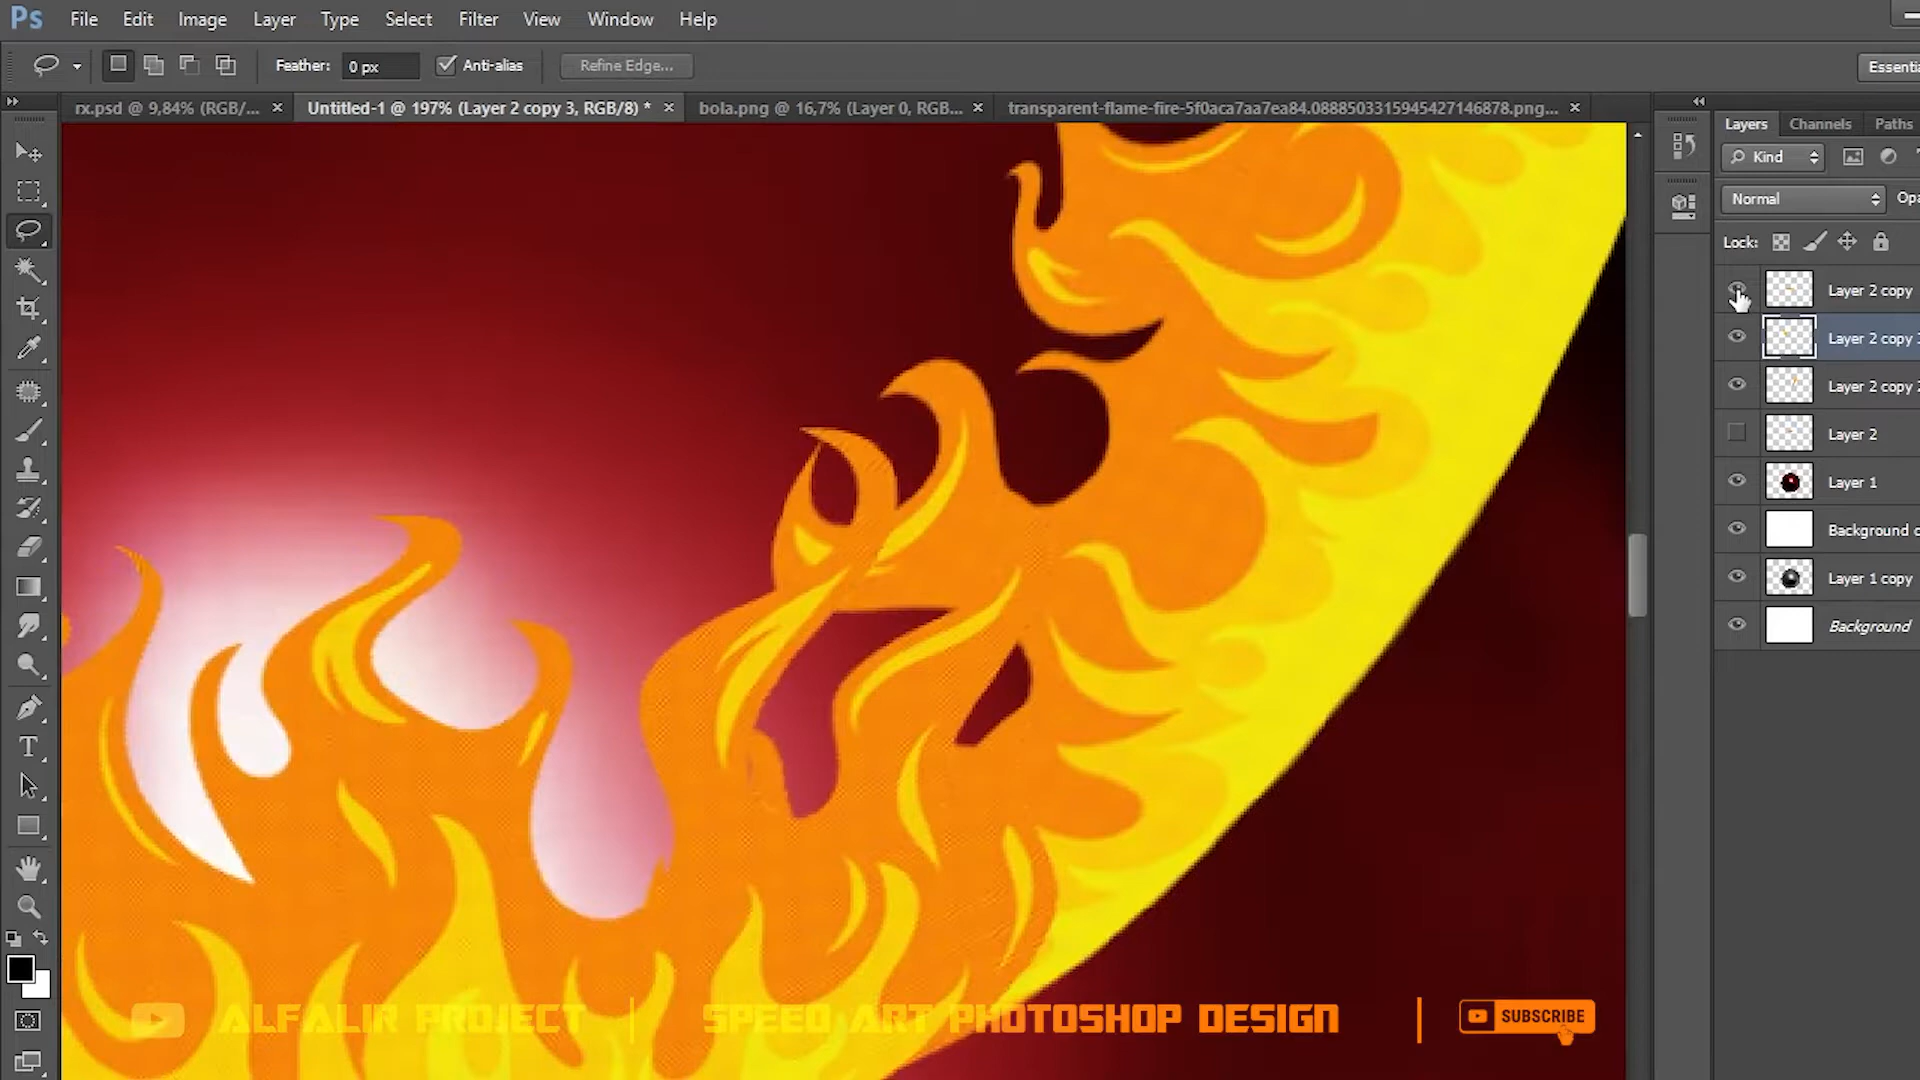 Ps File Edit Image Layer Type Select Filter View Window Help
Feather: 0 px Anti-alias Refine Edge... Essentia
rx.psd @ 9,84% (RGB/... × Untitled-1 @ 197% (Layer 2 copy 3, RGB/8) * × bola.png @ 16,7% (Layer 0, RGB... × transparent-flame-fire-5f0aca7aa7ea84.0888503315945427146878.png... ×
Layers Channels Paths
Kind
Normal Opa
Lock:
Layer 2 copy
Layer 2 copy 3
Layer 2 copy 2
Layer 2
Layer 1
Background c
Layer 1 copy
Background
ALFALIR PROJECT | SPEED ART PHOTOSHOP DESIGN | SUBSCRIBE